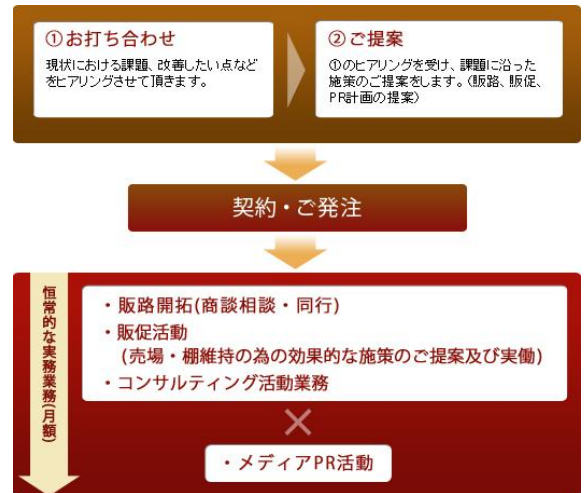 ①お打ち合わせ
現状における課題、改善したい点など
をヒアリングさせて頂きます。
②ご提案
①のヒアリングを受け、課題に沿った
施策のご提案をします。(販路、販促、
PR計画の提案)
契約・ご発注
恒常的な実務業務(月額)
・販路開拓(商談相談・同行)
・販促活動
(売場・棚維持の為の効果的な施策のご提案及び実働)
・コンサルティング活動業務
×
・メディアPR活動